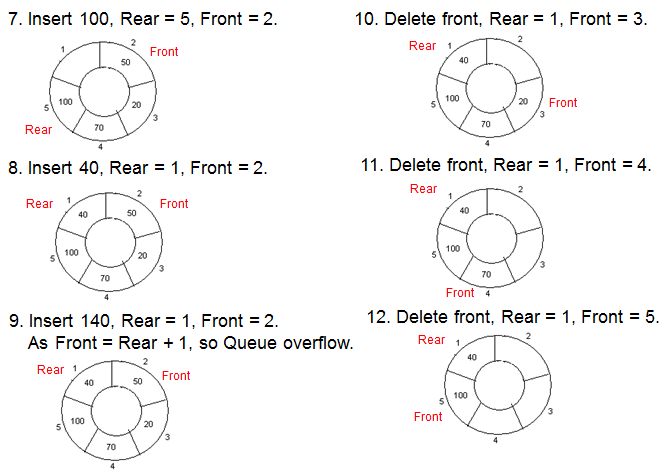 7. Insert 100, Rear = 5, Front = 2.
1
2
Front
50
100
20
5
3
Rear
70
4
8. Insert 40, Rear = 1, Front = 2.
Rear
1
2
Front
40
50
100
20
5
3
70
4
9. Insert 140, Rear = 1, Front = 2.
As Front = Rear + 1, so Queue overflow.
Rear
1
2
Front
40
50
100
20
5
3
70
4
10. Delete front, Rear = 1, Front = 3.
Rear
1
2
40
100
20
Front
5
3
70
4
11. Delete front, Rear = 1, Front = 4.
Rear
1
2
40
100
5
3
70
Front
4
12. Delete front, Rear = 1, Front = 5.
Rear
1
2
40
100
5
3
Front
4